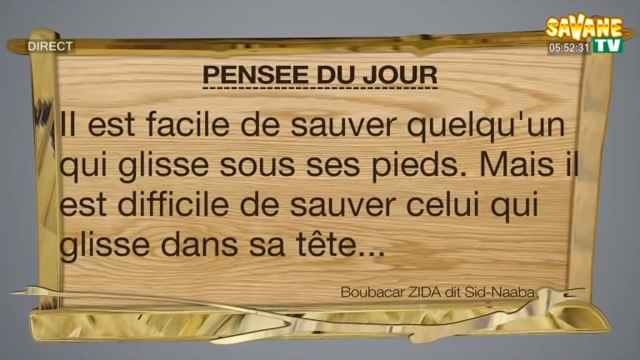 DIRECT
SAVANE
TV
05:52:31
PENSEE DU JOUR
Il est facile de sauver quelqu'un
qui glisse sous ses pieds. Mais il
est difficile de sauver celui qui
glisse dans sa tête...
Boubacar ZIDA dit Sid-Naaba